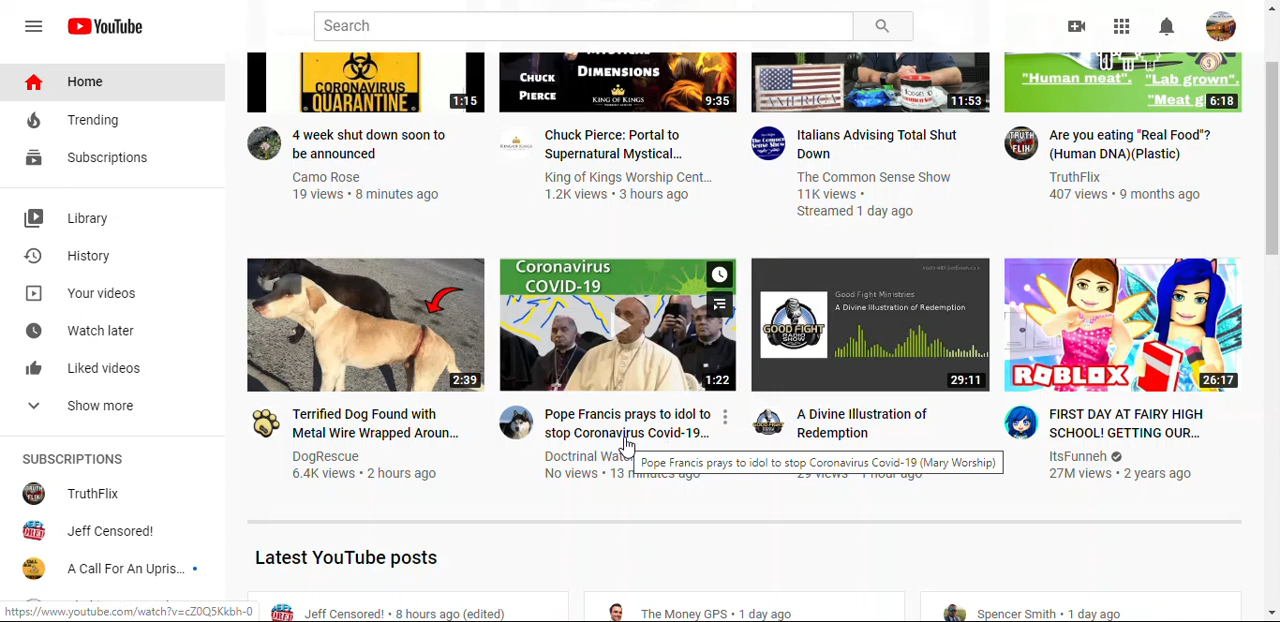 YouTube
Search
Home
Trending
Subscriptions
Library
History
Your videos
Watch later
Liked videos
Show more
SUBSCRIPTIONS
TruthFlix
Jeff Censored!
A Call For An Upris...
https://www.youtube.com/watch?v=cZ0Q5Kkbh-0
CORONAVIRUS
QUARANTINE
1:15
4 week shut down soon to
be announced
Camo Rose
19 views • 8 minutes ago
DIMENSIONS
CHUCK
PIERCE
KING OF KINGS
9:35
Chuck Pierce: Portal to
Supernatural Mystical...
King of Kings Worship Cent...
1.2K views • 3 hours ago
AMERICA
11:53
Italians Advising Total Shut
Down
The Common Sense Show
11K views •
Streamed 1 day ago
"Human meat".
"Lab grown".
"Meat g
6:18
Are you eating "Real Food"?
(Human DNA)(Plastic)
TruthFlix
407 views • 9 months ago
2:39
Terrified Dog Found with
Metal Wire Wrapped Aroun...
DogRescue
6.4K views • 2 hours ago
Coronavirus
COVID-19
1:22
Pope Francis prays to idol to
stop Coronavirus Covid-19...
Doctrinal Wat
No views • 13 minutes ago
Pope Francis prays to idol to stop Coronavirus Covid-19 (Mary Worship)
Good Fight Ministries
A Divine Illustration of Redemption
GOOD FIGHT
RADIO SHOW
29:11
A Divine Illustration of
Redemption
29 views • 1 hour ago
ROBLOX
26:17
FIRST DAY AT FAIRY HIGH
SCHOOL! GETTING OUR...
ItsFunneh
27M views • 2 years ago
Latest YouTube posts
Jeff Censored! • 8 hours ago (edited)
The Money GPS • 1 day ago
Spencer Smith • 1 day ago